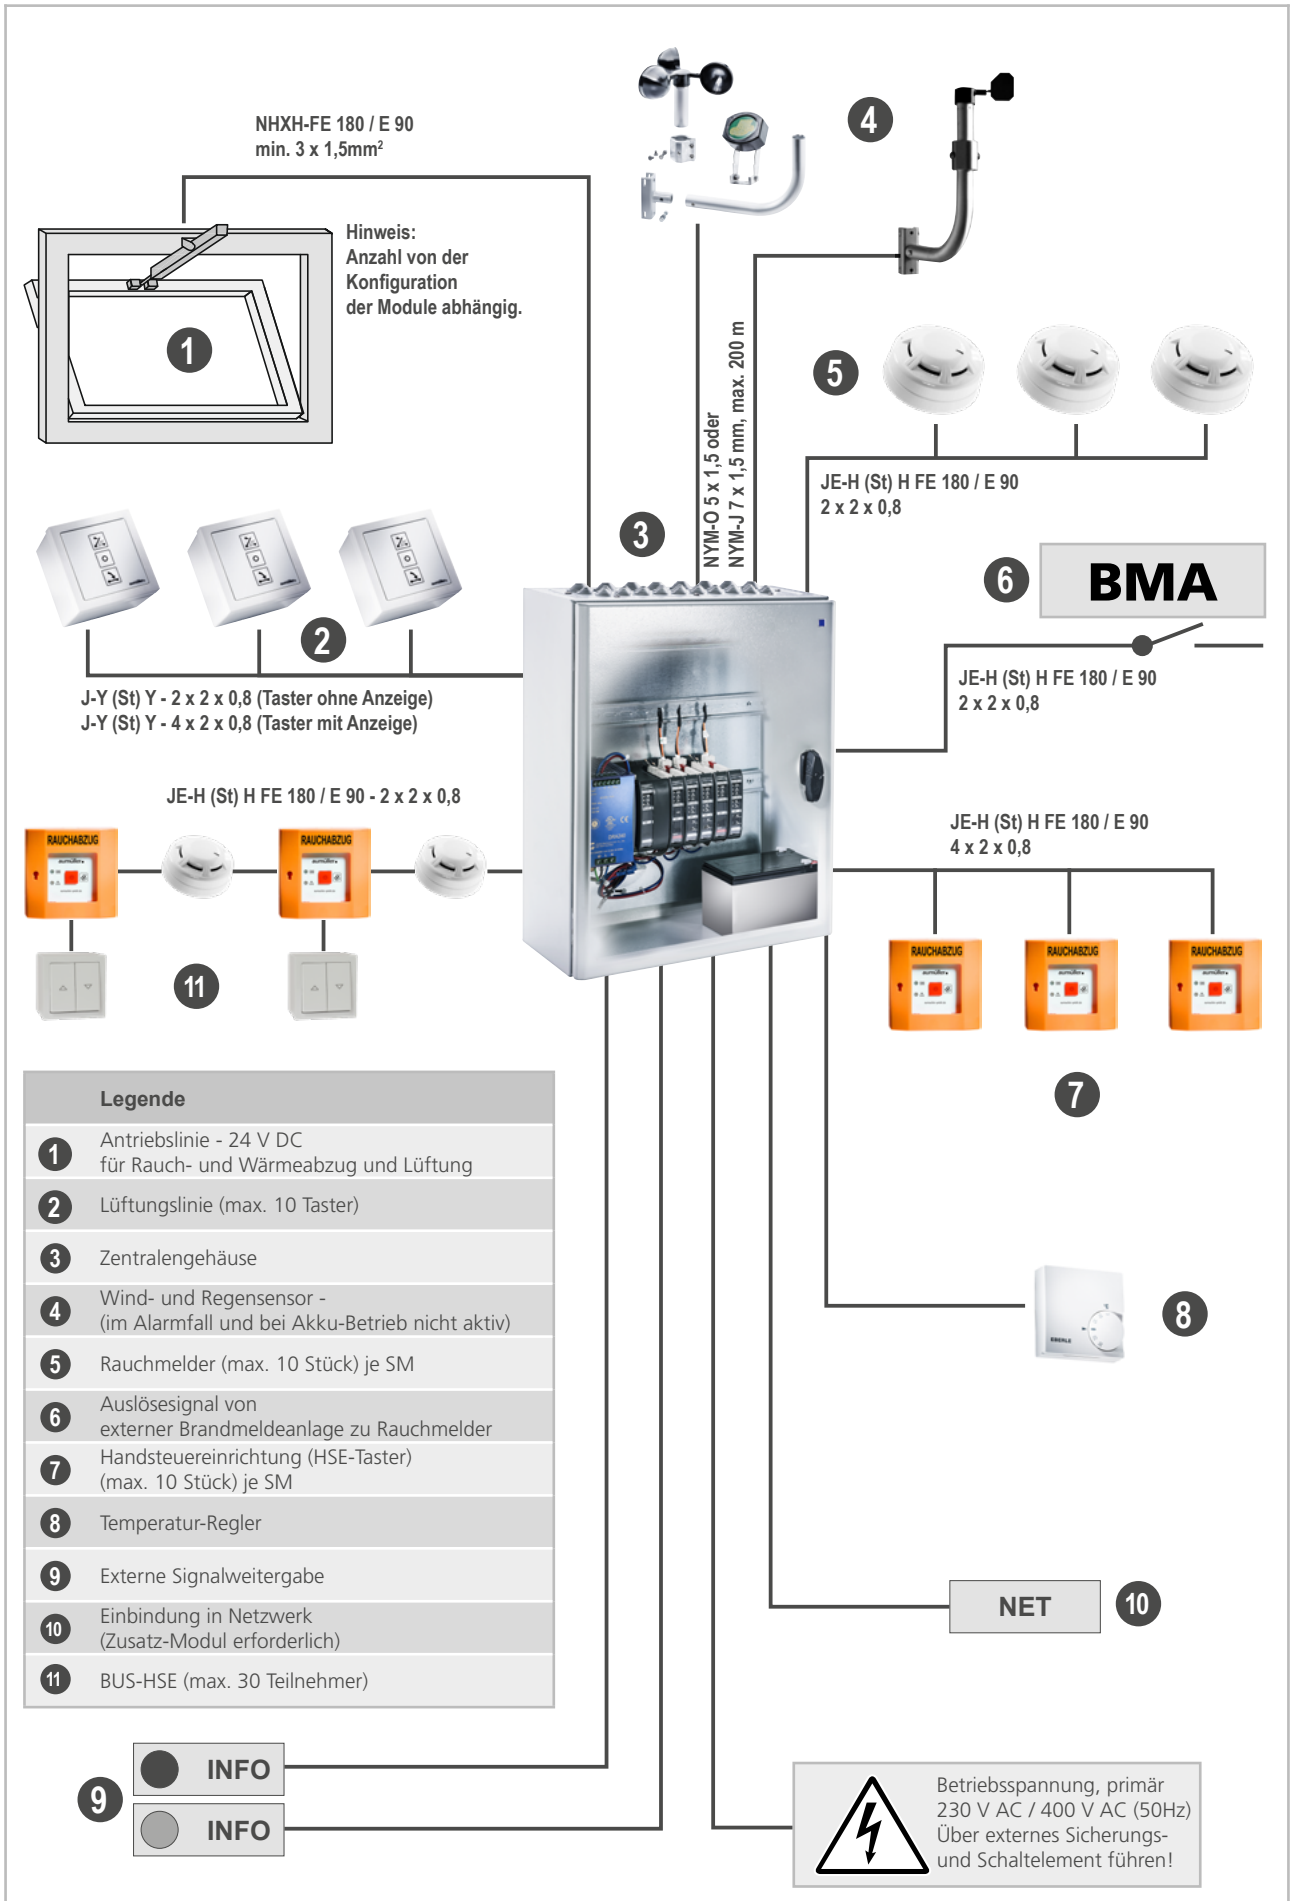 NHXH-FE 180 / E 90
min. 3 x 1,5mm²
4
Hinweis:
Anzahl von der
Konfiguration
der Module abhängig.
1
NYM-O 5 x 1,5 oder
NYM-J 7 x 1,5 mm, max. 200 m
5
JE-H (St) H FE 180 / E 90
2 x 2 x 0,8
3
6
BMA
2
J-Y (St) Y - 2 x 2 x 0,8 (Taster ohne Anzeige)
J-Y (St) Y - 4 x 2 x 0,8 (Taster mit Anzeige)
JE-H (St) H FE 180 / E 90
2 x 2 x 0,8
JE-H (St) H FE 180 / E 90 - 2 x 2 x 0,8
RAUCHABZUG
aumüller
RAUCHABZUG
aumüller
11
JE-H (St) H FE 180 / E 90
4 x 2 x 0,8
RAUCHABZUG
aumüller
RAUCHABZUG
aumüller
RAUCHABZUG
aumüller
7
Legende
1
Antriebslinie - 24 V DC
für Rauch- und Wärmeabzug und Lüftung
2
Lüftungslinie (max. 10 Taster)
3
Zentralengehäuse
4
Wind- und Regensensor -
(im Alarmfall und bei Akku-Betrieb nicht aktiv)
5
Rauchmelder (max. 10 Stück) je SM
6
Auslösesignal von
externer Brandmeldeanlage zu Rauchmelder
7
Handsteuereinrichtung (HSE-Taster)
(max. 10 Stück) je SM
8
Temperatur-Regler
9
Externe Signalweitergabe
10
Einbindung in Netzwerk
(Zusatz-Modul erforderlich)
11
BUS-HSE (max. 30 Teilnehmer)
EBERLE
8
NET
10
9
INFO
INFO
Betriebsspannung, primär
230 V AC / 400 V AC (50Hz)
Über externes Sicherungs-
und Schaltelement führen!